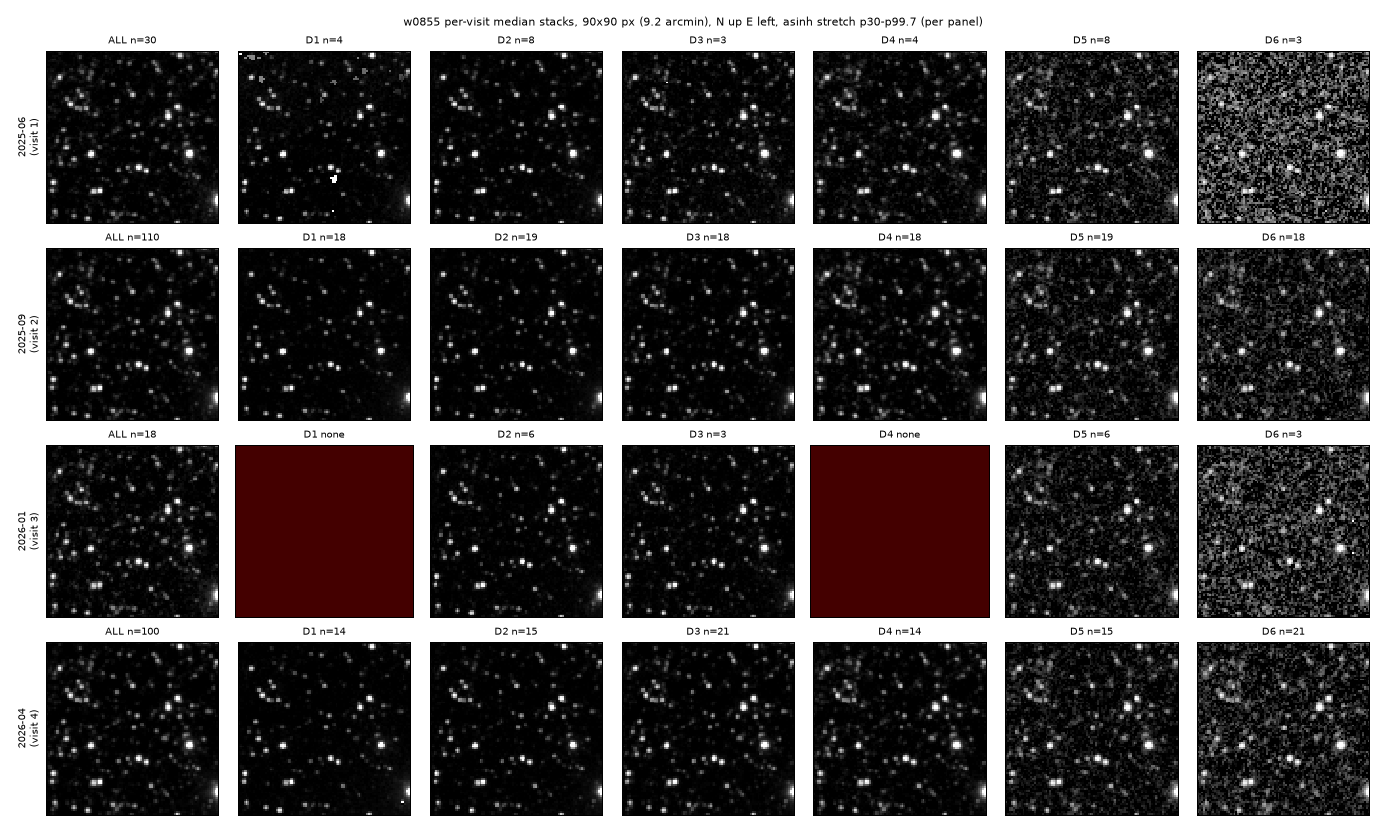 w0855 per-visit median stacks, 90x90 px (9.2 arcmin), N up E left, asinh stretch p30-p99.7 (per panel)
ALL n=30
D1 n=4
D2 n=8
D3 n=3
D4 n=4
D5 n=8
D6 n=3
2025-06
(visit 1)
ALL n=110
D1 n=18
D2 n=19
D3 n=18
D4 n=18
D5 n=19
D6 n=18
2025-09
(visit 2)
ALL n=18
D1 none
D2 n=6
D3 n=3
D4 none
D5 n=6
D6 n=3
2026-01
(visit 3)
ALL n=100
D1 n=14
D2 n=15
D3 n=21
D4 n=14
D5 n=15
D6 n=21
2026-04
(visit 4)